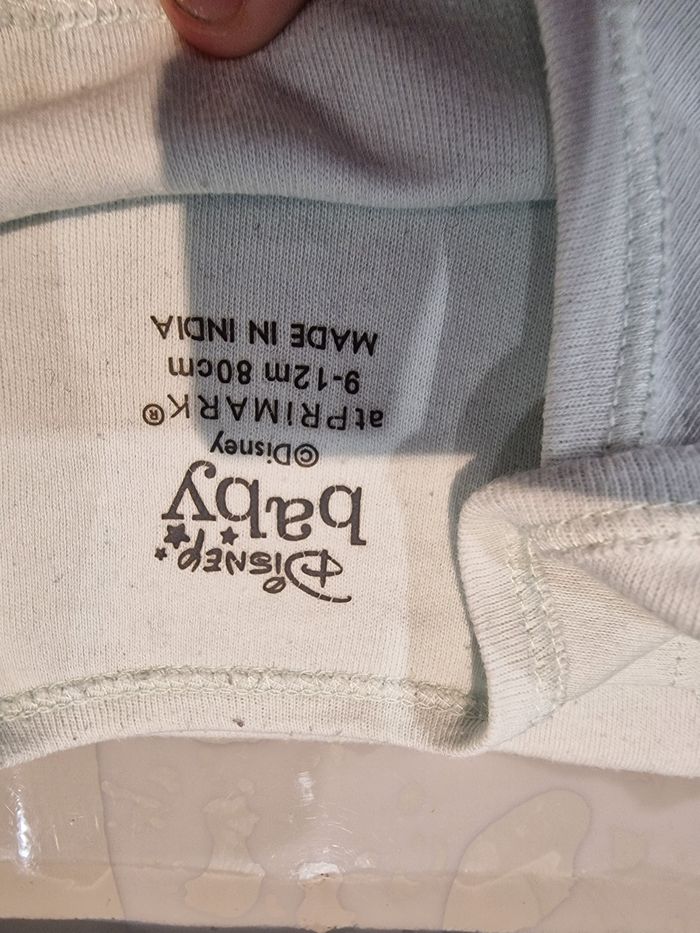 Disney
baby
©Disney
atPRIMARK®
9-12m 80cm
MADE IN INDIA